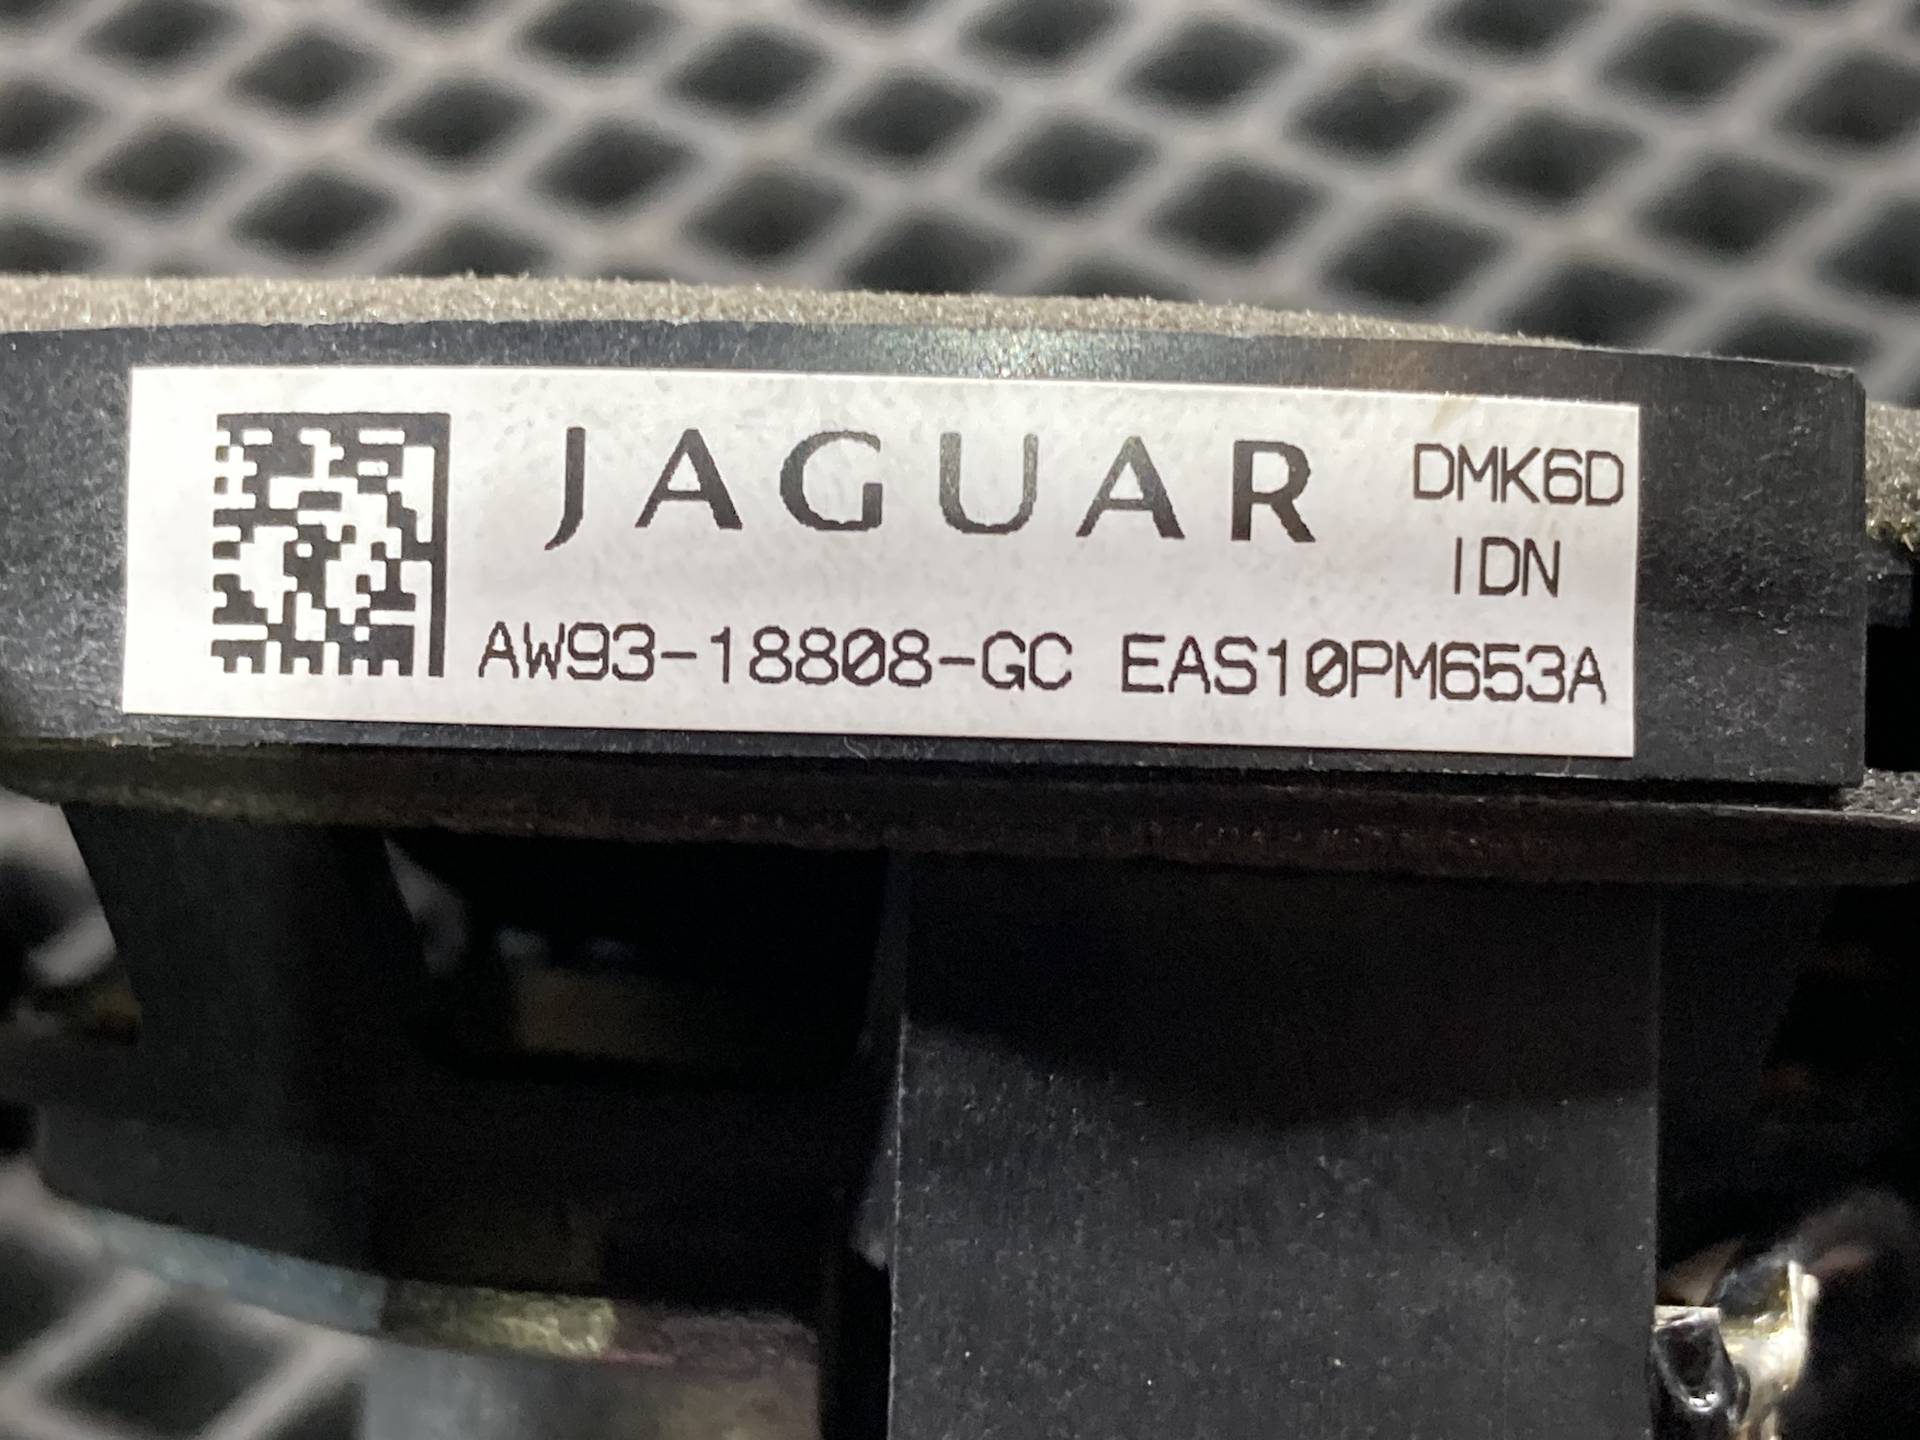 JAGUAR DMK6D
IDN
AW93-18808-GC EAS10PM653A